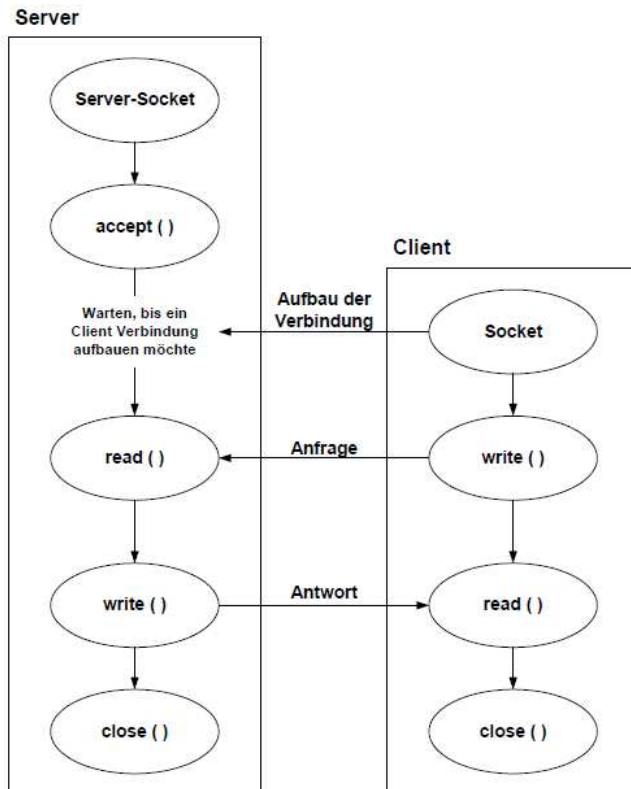 Server
Server-Socket
accept ( )
Warten, bis ein
Client Verbindung
aufbauen möchte
read ( )
write ( )
close ( )
Aufbau der
Verbindung
Anfrage
Antwort
Client
Socket
write ( )
read ( )
close ( )